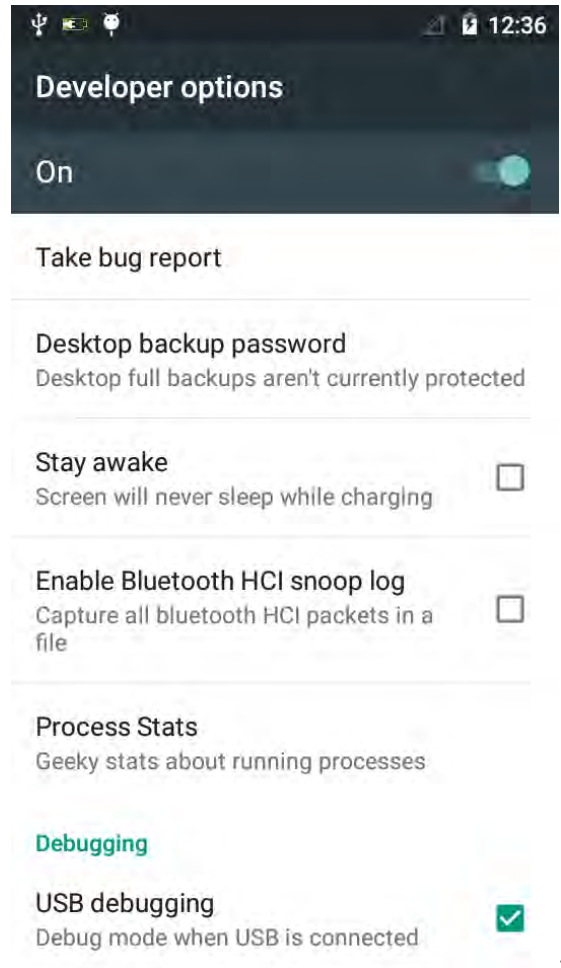 12:36
Developer options
On
Take bug report
Desktop backup password
Desktop full backups aren't currently protected
Stay awake
Screen will never sleep while charging
Enable Bluetooth HCI snoop log
Capture all bluetooth HCI packets in a
file
Process Stats
Geeky stats about running processes
Debugging
USB debugging
Debug mode when USB is connected